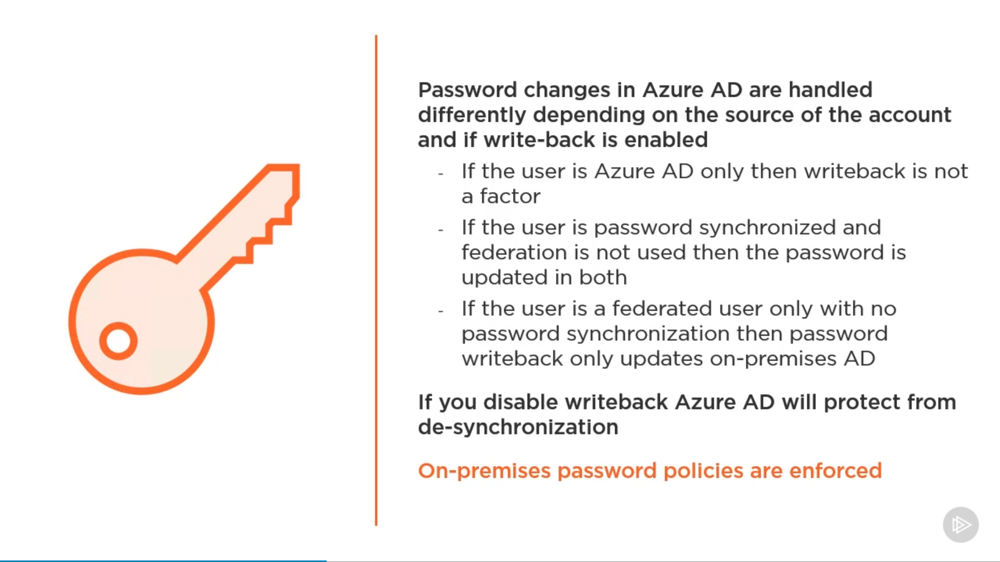 Password changes in Azure AD are handled
differently depending on the source of the account
and if write-back is enabled
- If the user is Azure AD only then writeback is not
a factor
- If the user is password synchronized and
federation is not used then the password is
updated in both
- If the user is a federated user only with no
password synchronization then password
writeback only updates on-premises AD
If you disable writeback Azure AD will protect from
de-synchronization
On-premises password policies are enforced